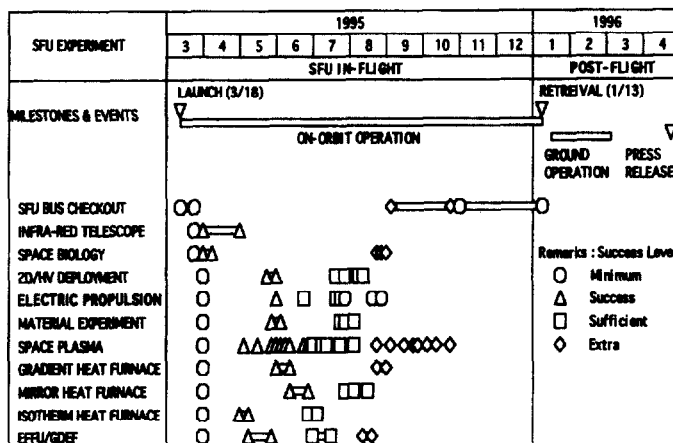 1995 1996
SFU EXPERIMENT 3 4 5 6 7 8 9 10 11 12 1 2 3 4
SFU IN-FLIGHT POST-FLIGHT
LAUNCH (3/18) RETREIVAL (1/13)
MILESTONES & EVENTS
ON-ORBIT OPERATION
GROUND PRESS
OPERATION RELEASE
SFU BUS CHECKOUT
INFRA-RED TELESCOPE
SPACE BIOLOGY Remarks : Success Level
2D/HV DEPLOYMENT Minimum
ELECTRIC PROPULSION Success
MATERIAL EXPERIMENT Sufficient
SPACE PLASMA Extra
GRADIENT HEAT FURNACE
MIRROR HEAT FURNACE
ISOTHERM HEAT FURNACE
EFFU/GDEF